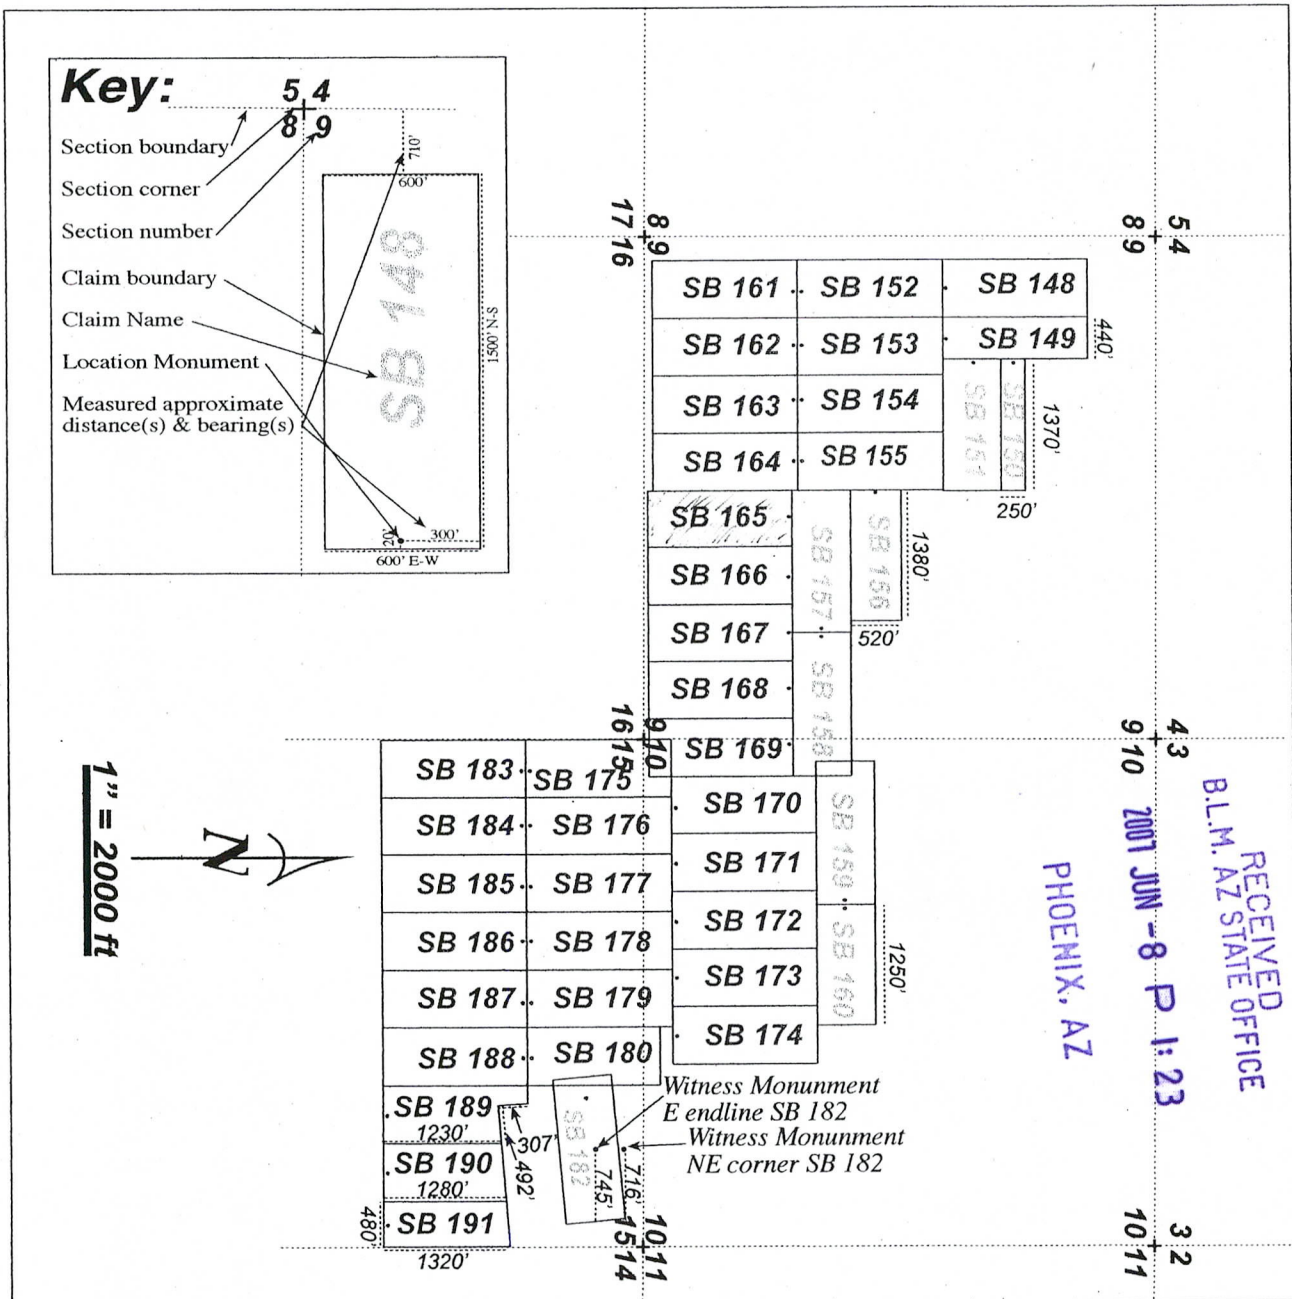 Key:
5 4
8 9
Section boundary
Section corner
Section number
Claim boundary
Claim Name
Location Monument
Measured approximate
distance(s) & bearing(s)
710'
600'
SB 148
1500' N-S
20'
300'
600' E-W
17 8
16 9
8 5
9 4
SB 161
SB 152
SB 148
SB 162
SB 153
SB 149
440'
SB 163
SB 154
SB 151
SB 150
1370'
SB 164
SB 155
250'
SB 165
SB 157
SB 156
1380'
SB 166
SB 167
520'
SB 168
SB 158
SB 169
16 9
15 10
9 4
10 3
SB 183
SB 175
SB 170
SB 159
SB 184
SB 176
SB 171
SB 185
SB 177
SB 172
SB 160
1250'
SB 186
SB 178
SB 173
SB 187
SB 179
SB 174
SB 188
SB 180
1" = 2000 ft
N
SB 189
1230'
307'
492'
SB 190
1280'
SB 191
480'
1320'
SB 182
745'
716'
Witness Monunment
E endline SB 182
Witness Monunment
NE corner SB 182
15 10
14 11
10 3
11 2
RECEIVED
B.L.M. AZ STATE OFFICE
2001 JUN -8 P 1:23
PHOENIX, AZ